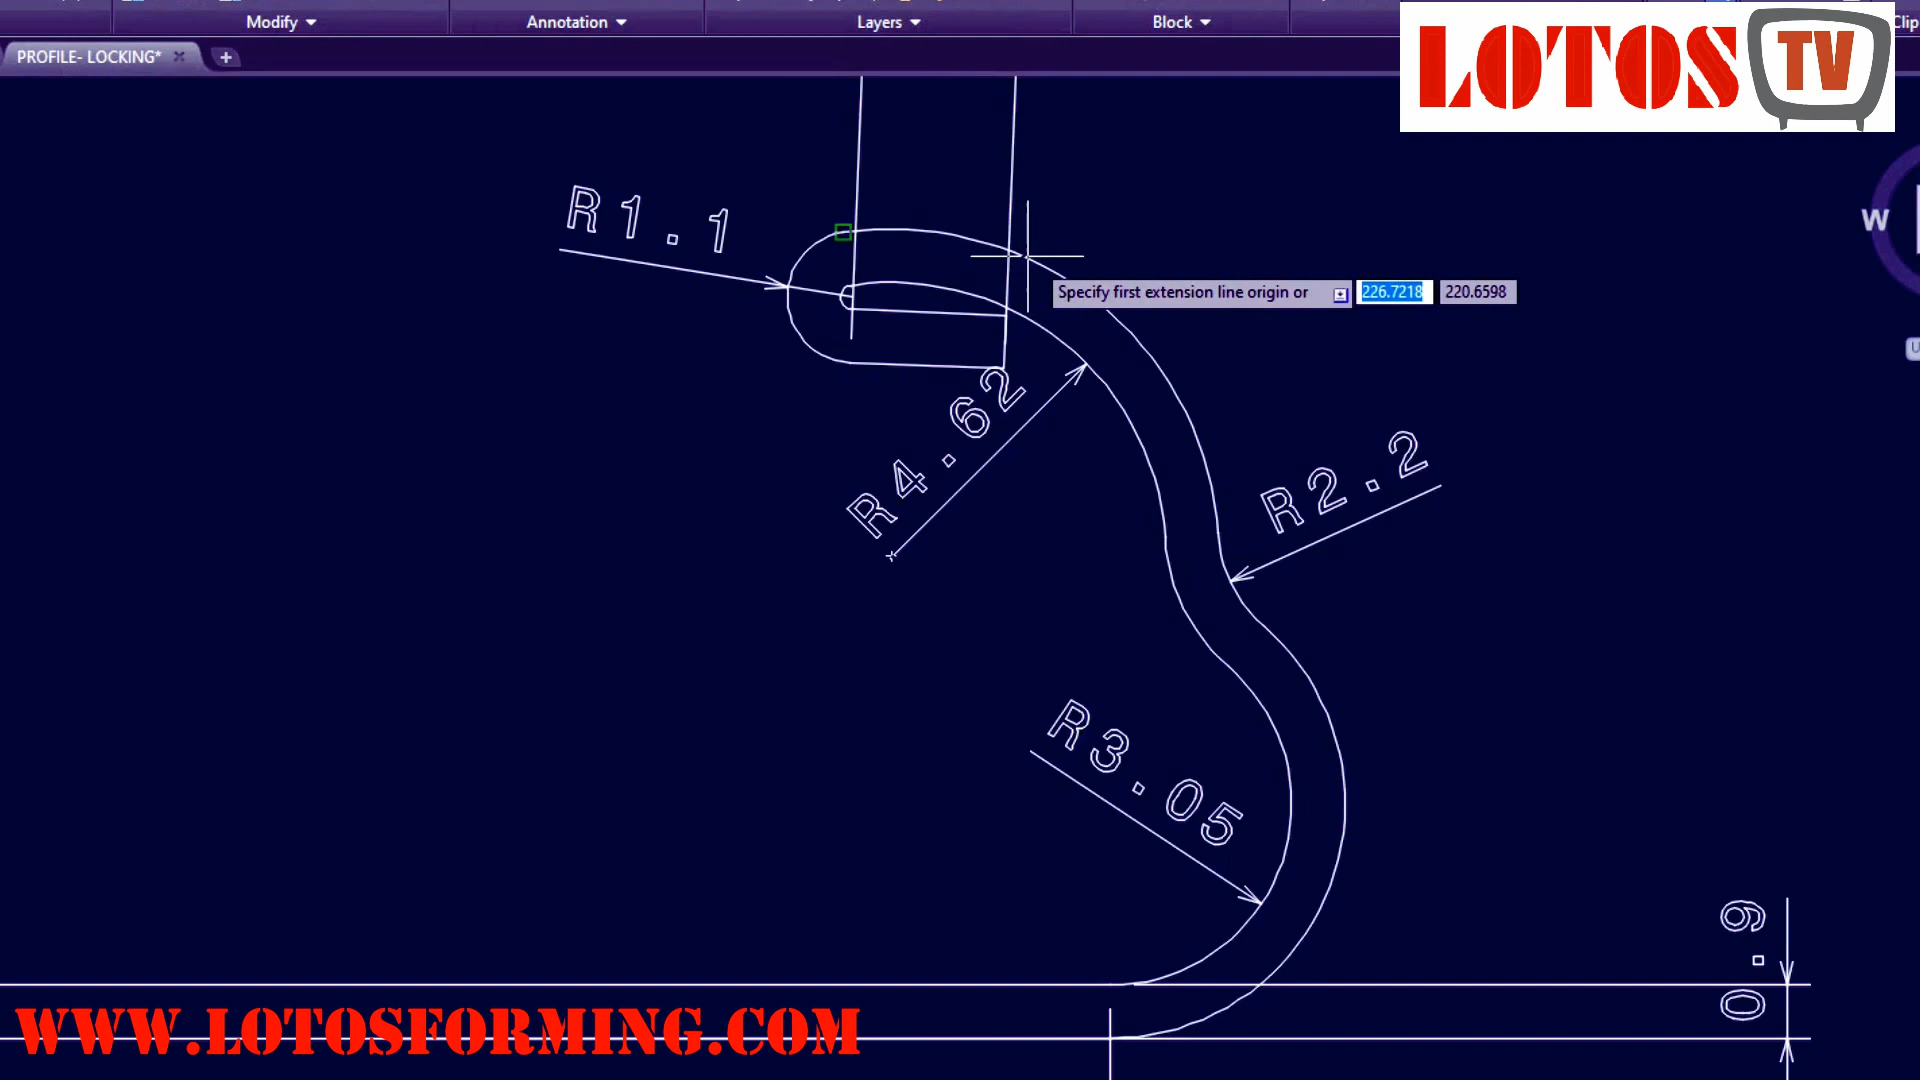 Modify
Annotation
Layers
Block
Clip
PROFILE- LOCKING*
LOTOS TV
W
R1.1
Specify first extension line origin or 226.7218 220.6598
R4.62
R2.2
R3.05
0.9
WWW.LOTOSFORMING.COM